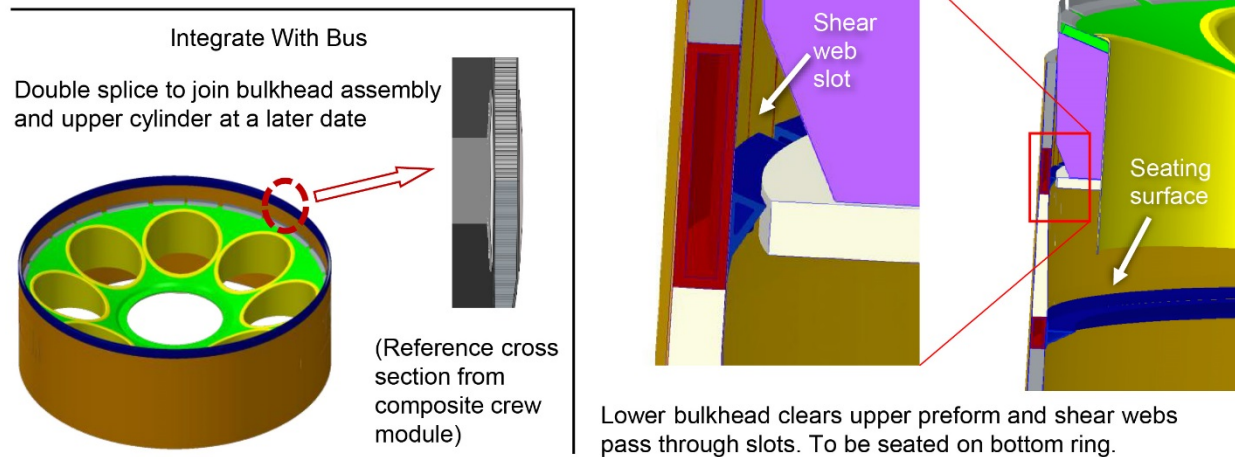 Integrate With Bus
Double splice to join bulkhead assembly
and upper cylinder at a later date
(Reference cross
section from
composite crew
module)
Shear
web
slot
Seating
surface
Lower bulkhead clears upper preform and shear webs
pass through slots. To be seated on bottom ring.